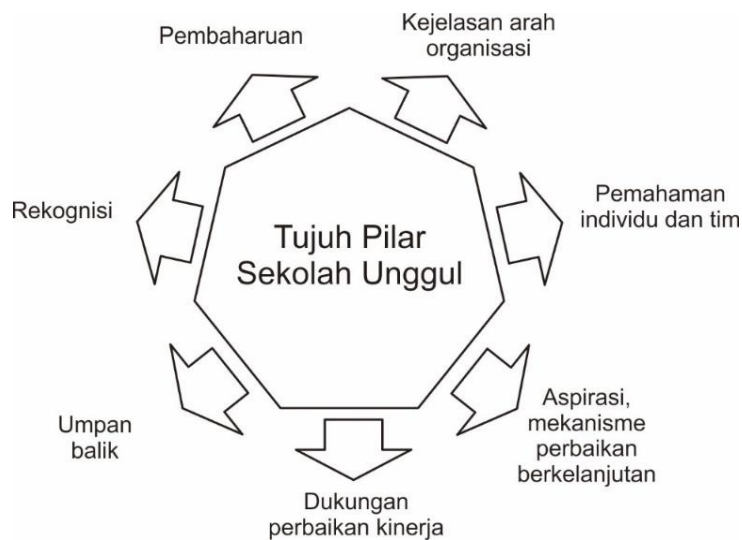 Pembaharuan
Kejelasan arah
organisasi
Rekognisi
Pemahaman
individu dan tim
Tujuh Pilar
Sekolah Unggul
Umpan
balik
Aspirasi,
mekanisme
perbaikan
berkelanjutan
Dukungan
perbaikan kinerja